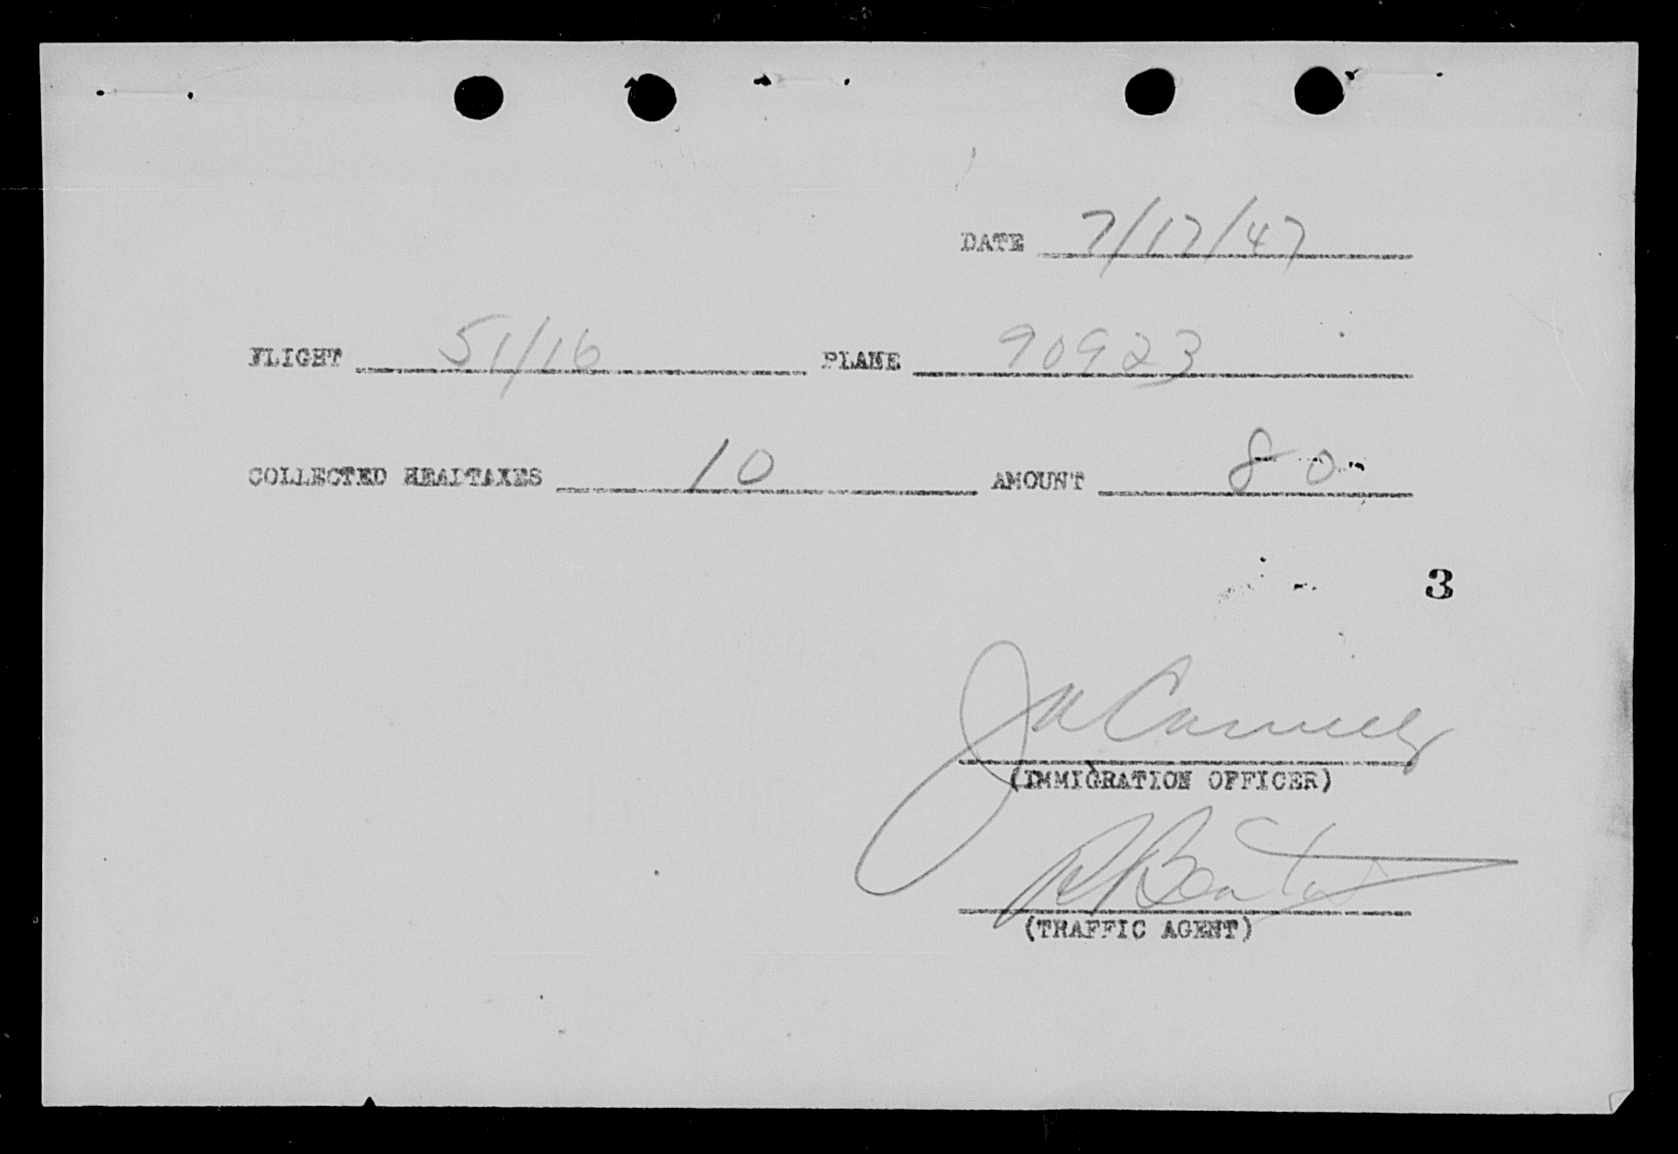 DATE 7/17/47
FLIGHT 51/16 PLANE 90923
COLLECTED HEADTAXES 10 AMOUNT 80
3
(IMMIGRATION OFFICER)
(TRAFFIC AGENT)